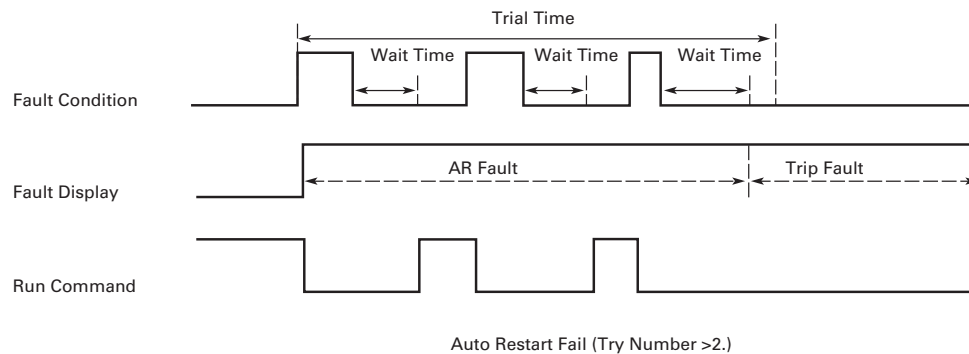 Trial Time
Wait Time Wait Time Wait Time
Fault Condition
AR Fault Trip Fault
Fault Display
Run Command
Auto Restart Fail (Try Number >2.)